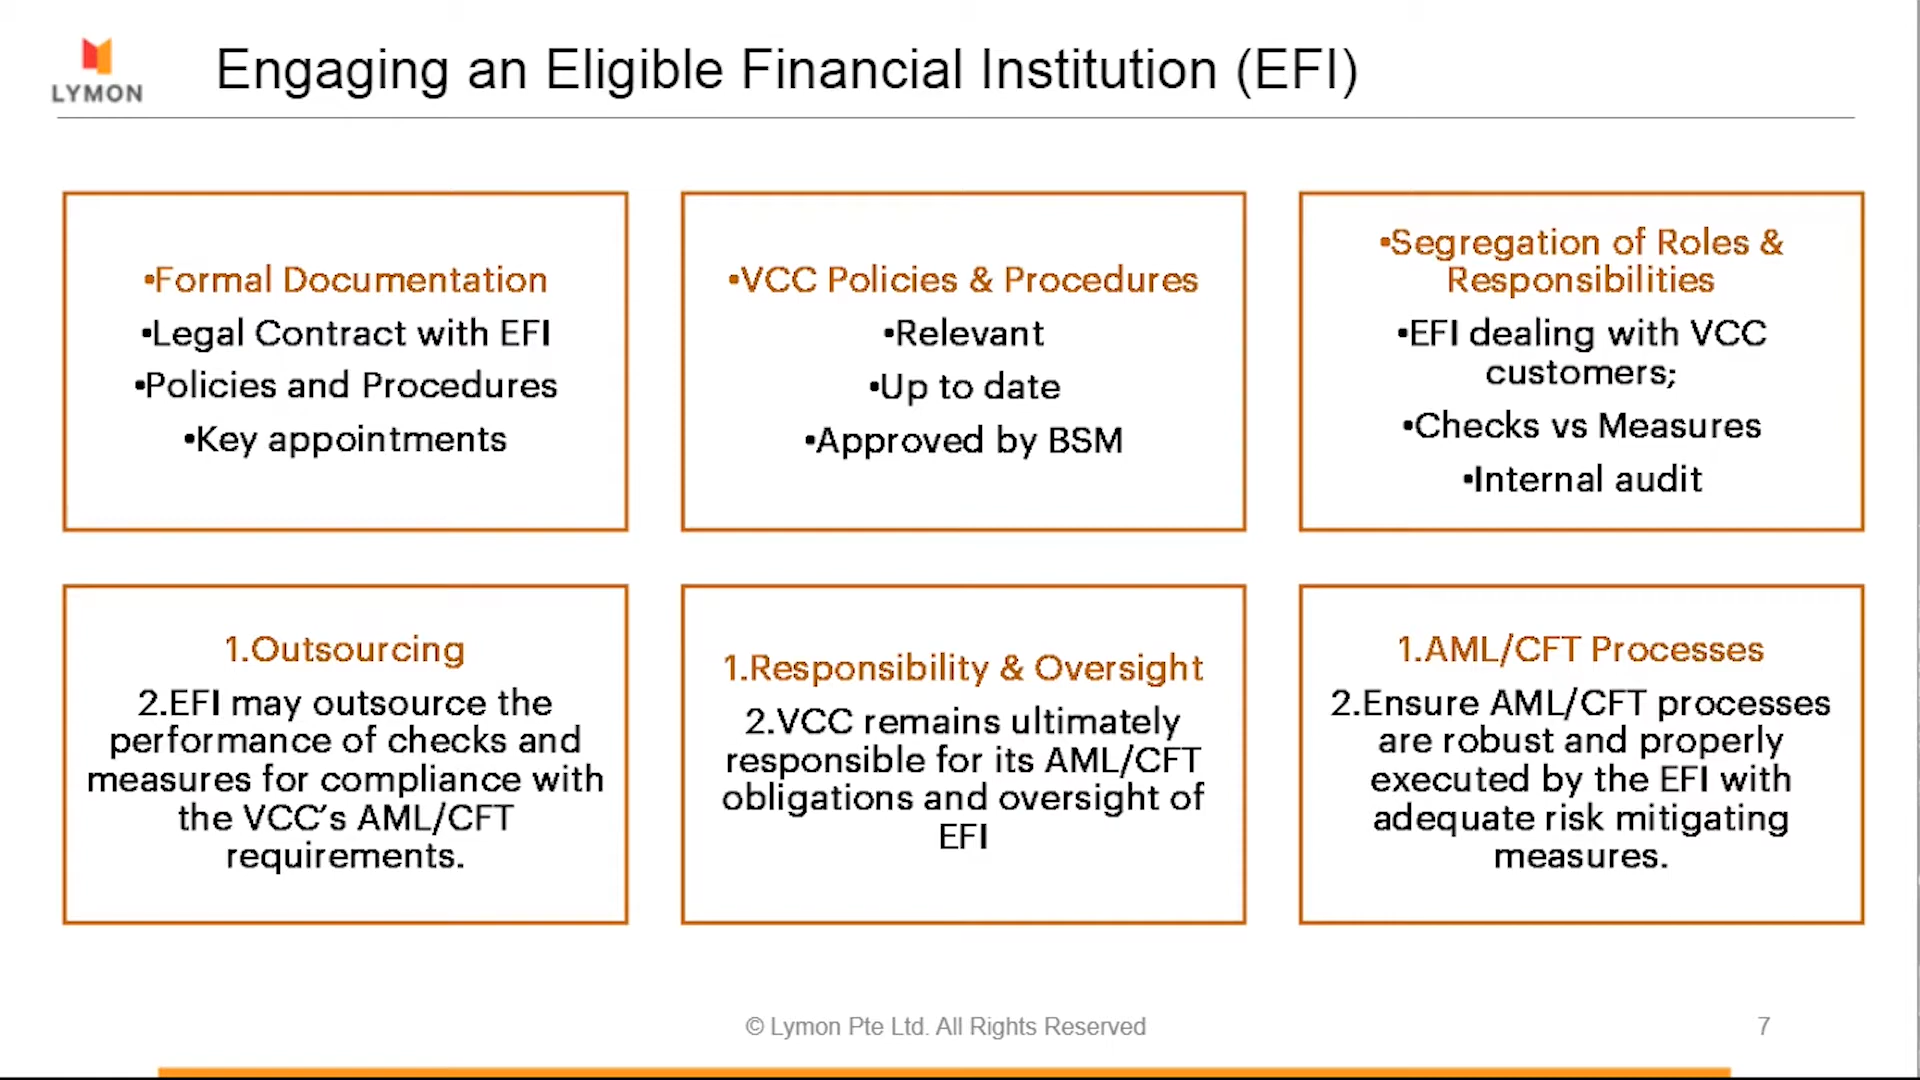 LYMON
Engaging an Eligible Financial Institution (EFI)
•Formal Documentation
•Legal Contract with EFI
•Policies and Procedures
•Key appointments
•VCC Policies & Procedures
•Relevant
•Up to date
•Approved by BSM
•Segregation of Roles &
Responsibilities
•EFI dealing with VCC
customers;
•Checks vs Measures
•Internal audit
1.Outsourcing
2.EFI may outsource the
performance of checks and
measures for compliance with
the VCC’s AML/CFT
requirements.
1.Responsibility & Oversight
2.VCC remains ultimately
responsible for its AML/CFT
obligations and oversight of
EFI
1.AML/CFT Processes
2.Ensure AML/CFT processes
are robust and properly
executed by the EFI with
adequate risk mitigating
measures.
© Lymon Pte Ltd. All Rights Reserved
7